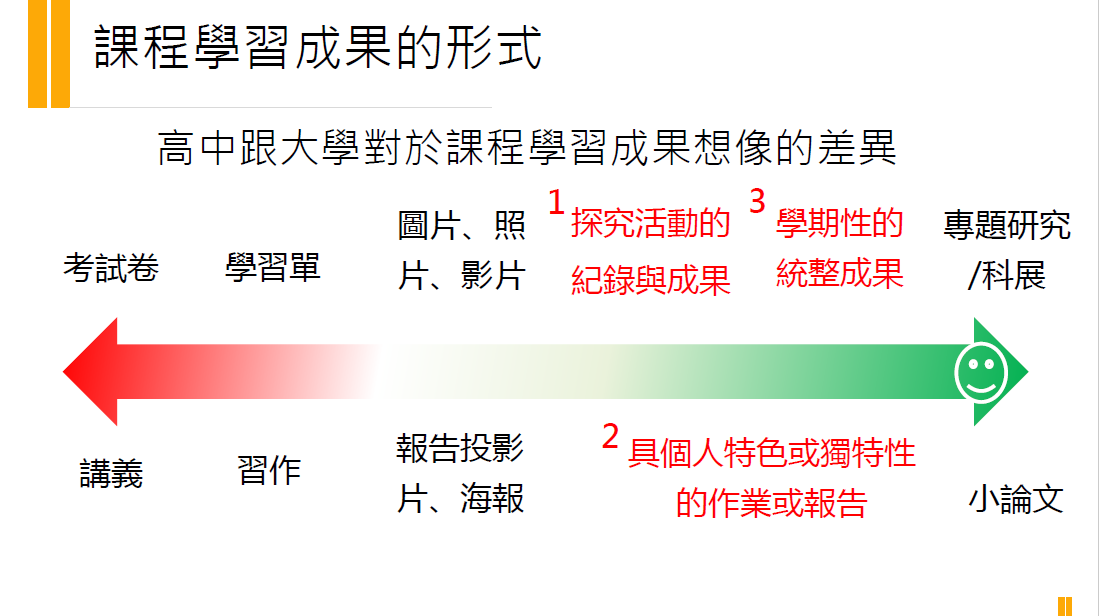 課程學習成果的形式
高中跟大學對於課程學習成果想像的差異
考試卷
學習單
圖片、照
片、影片
1
探究活動的
紀錄與成果
3
學期性的
統整成果
專題研究
/科展
講義
習作
報告投影
片、海報
2
具個人特色或獨特性
的作業或報告
小論文